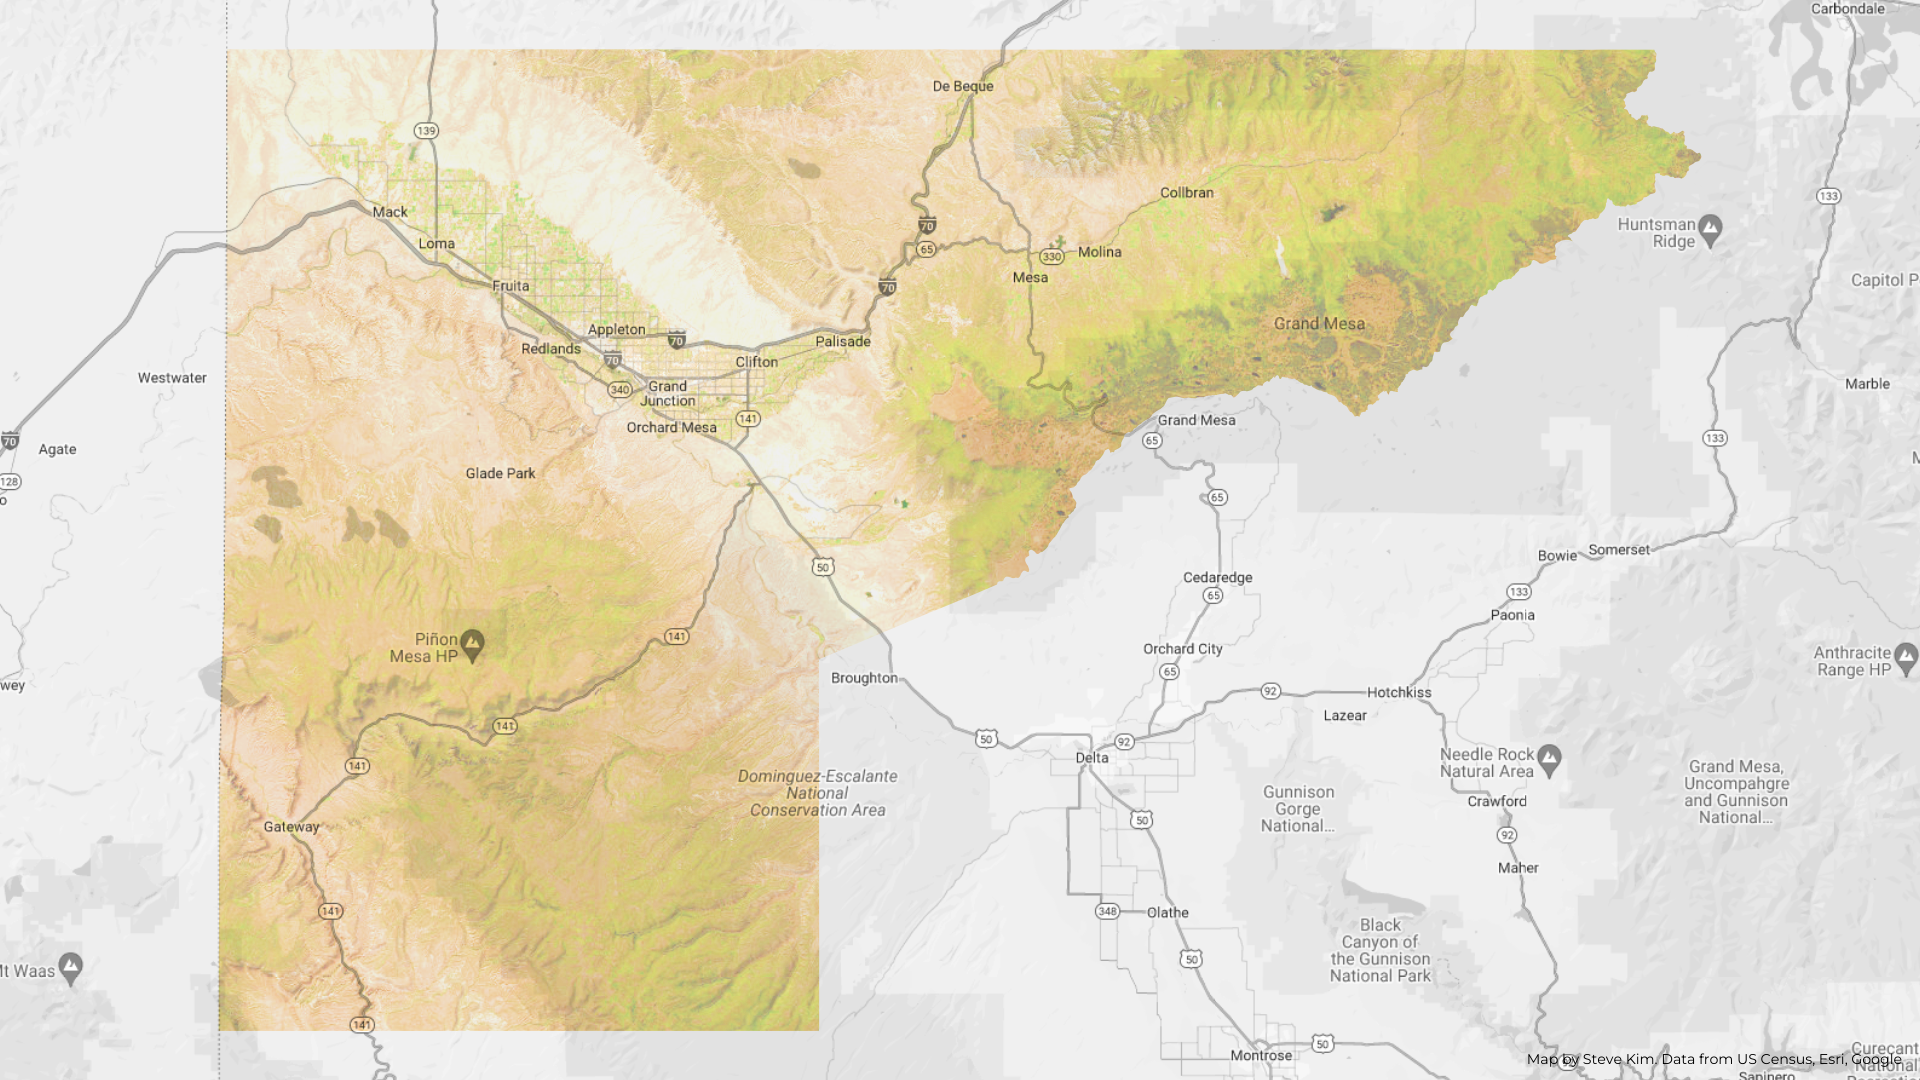 Carbondale
De Beque
139
133
Collbran
Mack
70
Huntsman
Ridge
Loma
65
330
Molina
Mesa
Capitol P
Fruita
70
Grand Mesa
Appleton
70
Palisade
Redlands
70
Clifton
Westwater
340
Grand
Junction
Marble
141
Orchard Mesa
Grand Mesa
65
133
70
Agate
Glade Park
128
65
50
Bowie
Somerset
Cedaredge
65
133
Paonia
141
Piñon
Mesa HP
Orchard City
65
Anthracite
Range HP
wey
Broughton
92
Hotchkiss
Lazear
141
50
92
Delta
141
Needle Rock
Natural Area
Dominguez-Escalante
National
Conservation Area
Gunnison
Gorge
National...
Grand Mesa,
Uncompahgre
and Gunnison
National...
Crawford
Gateway
50
92
Maher
141
348
Olathe
Black
Canyon of
the Gunnison
National Park
50
Mt Waas
141
50
Montrose
Curecant
National
Map by Steve Kim. Data from US Census, Esri, Google
92
Sapinero